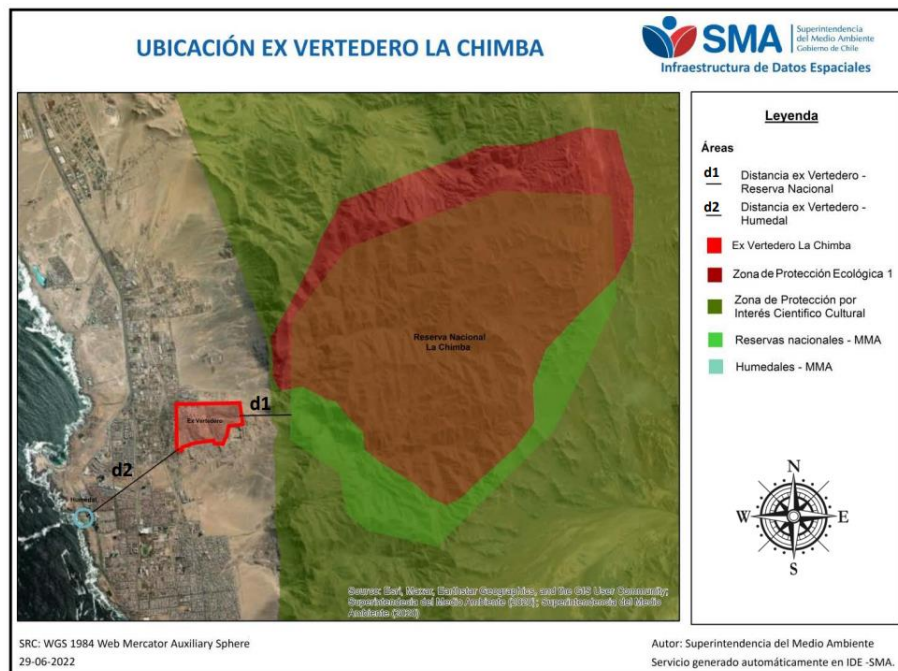 UBICACIÓN EX VERTEDERO LA CHIMBA
SMA
Superintendencia
del Medio Ambiente
Gobierno de Chile
Infraestructura de Datos Espaciales
Reserva Nacional
La Chimba
d1
Ex Vertedero
d2
Humedal
Source: Esri, Maxar, Earthstar Geographics, and the GIS User Community;
Superintendencia del Medio Ambiente (2020); Superintendencia del Medio
Ambiente (2020)
Leyenda
Áreas
d1 Distancia ex Vertedero -
Reserva Nacional
d2 Distancia ex Vertedero -
Humedal
Ex Vertedero La Chimba
Zona de Protección Ecológica 1
Zona de Protección por
Interés Cientifico Cultural
Reservas nacionales - MMA
Humedales - MMA
N
W E
S
SRC: WGS 1984 Web Mercator Auxiliary Sphere
29-06-2022
Autor: Superintendencia del Medio Ambiente
Servicio generado automáticamente en IDE -SMA.